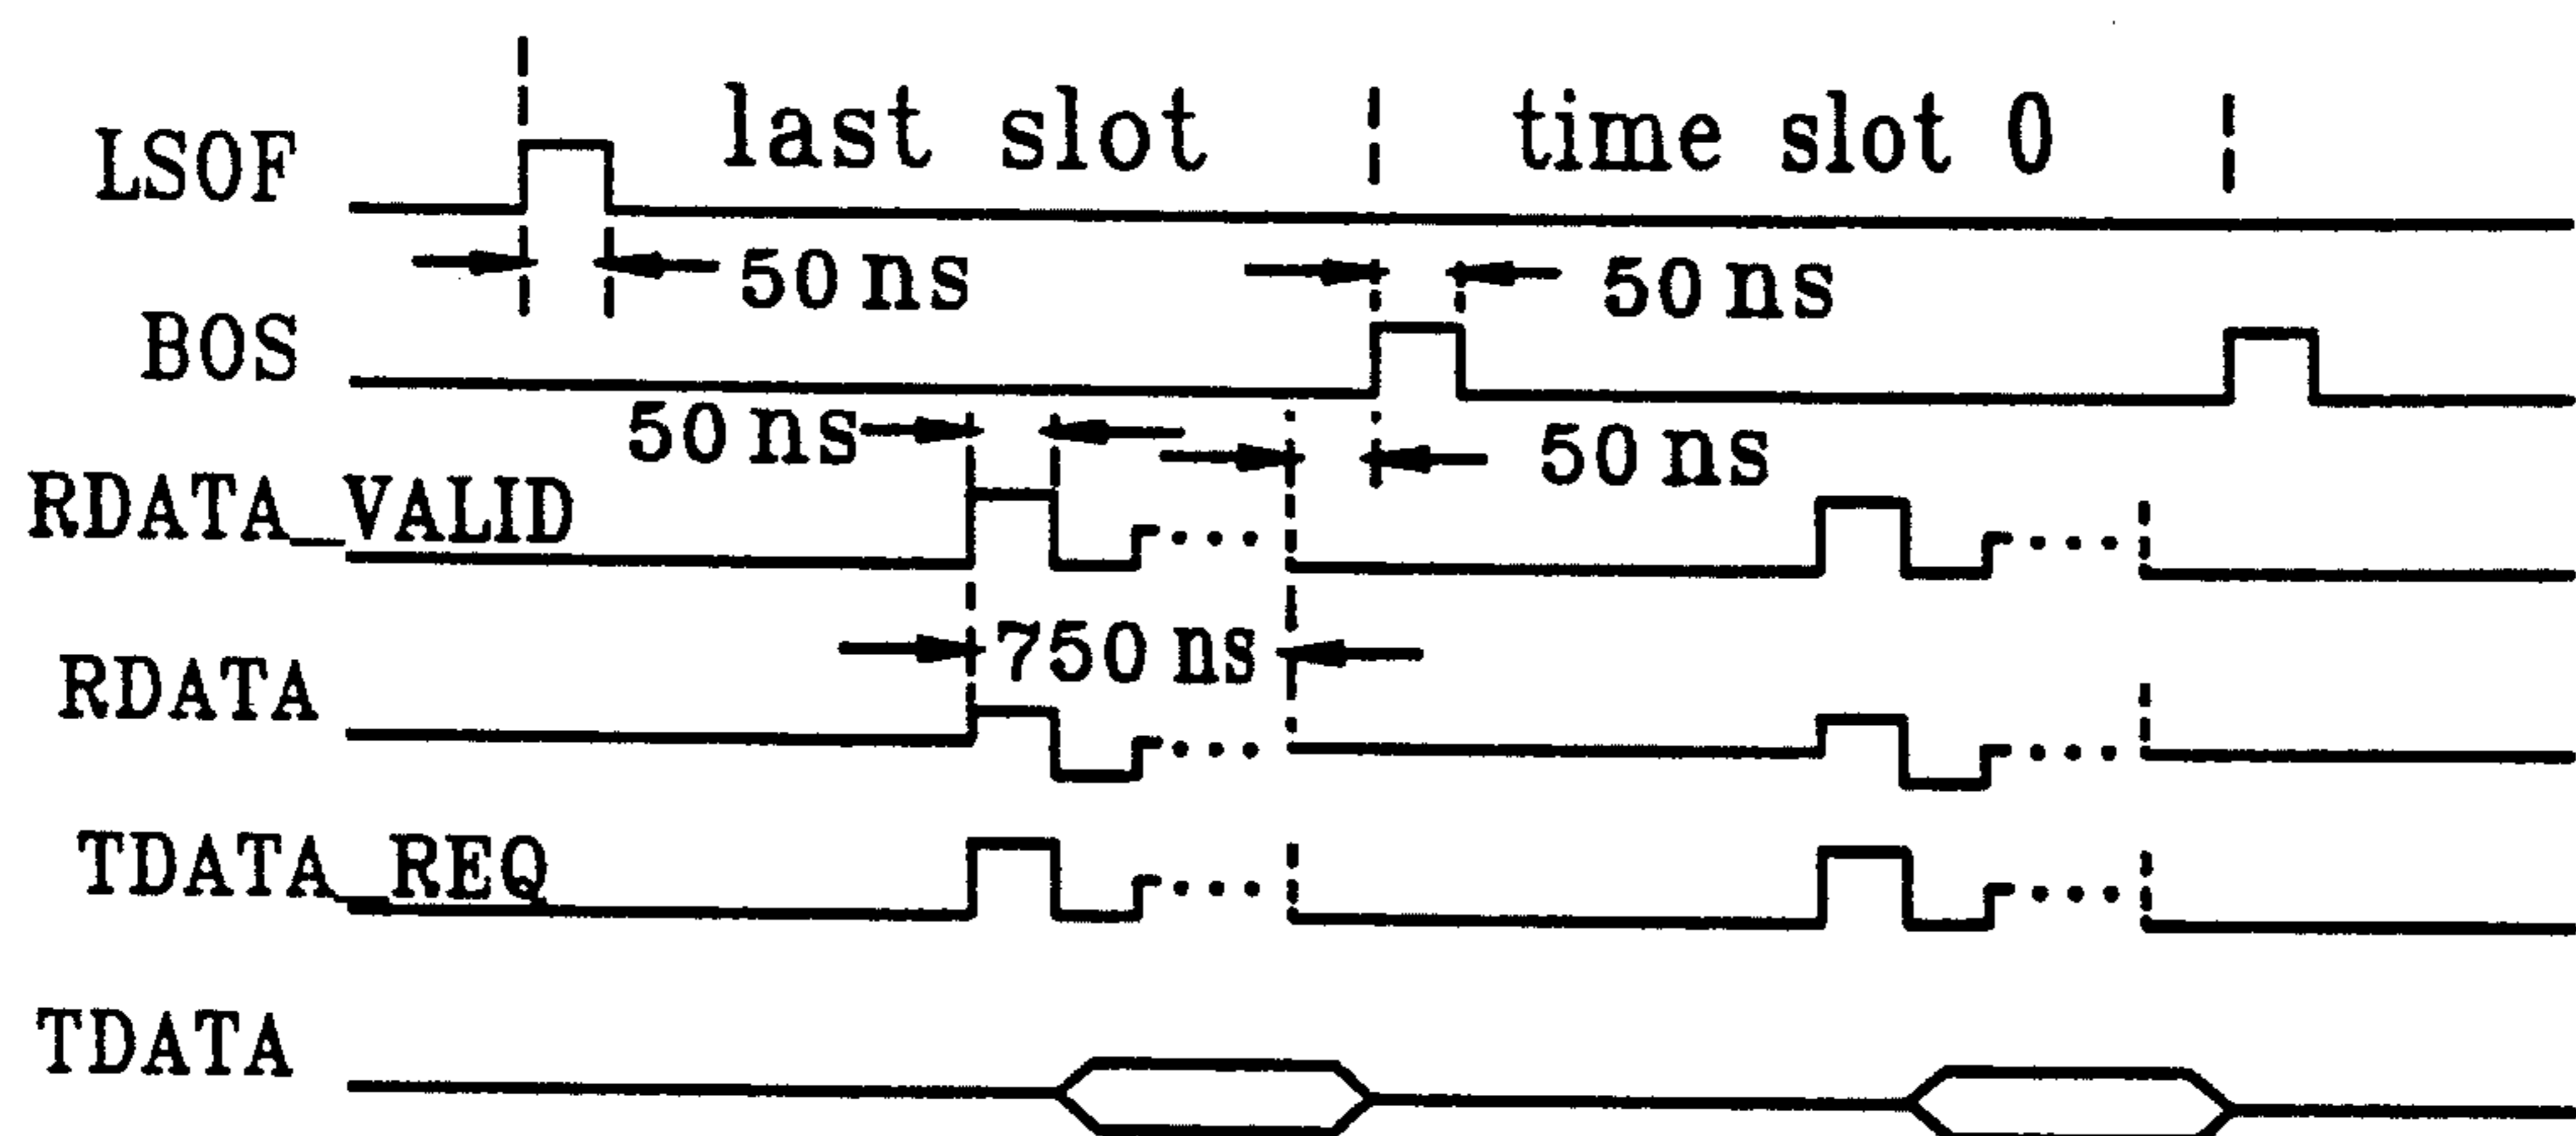 LSOF last slot time slot 0
50 ns 50 ns
BOS
50 ns 50 ns
RDATA_VALID
750 ns
RDATA
TDATA_REQ
TDATA